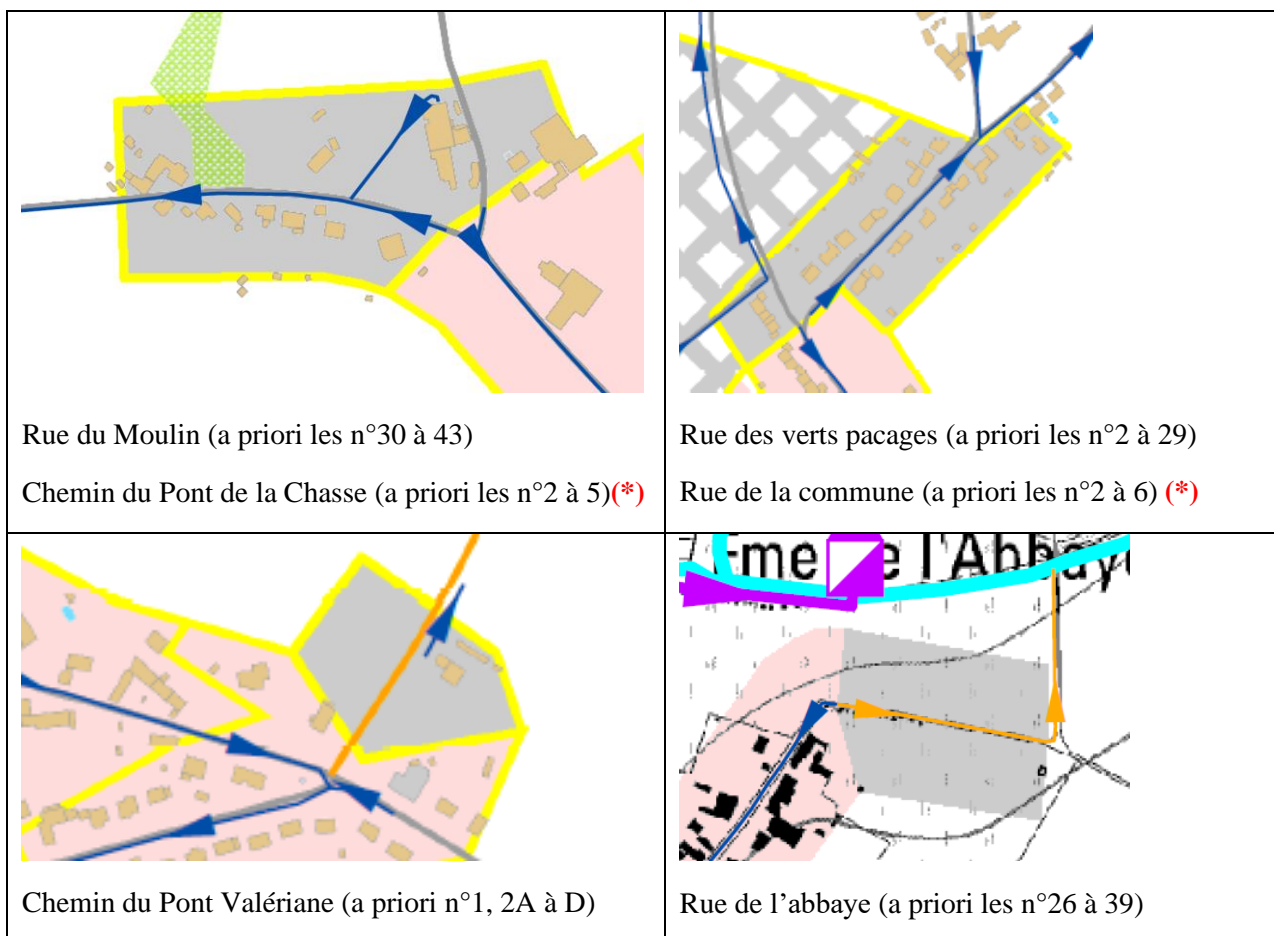 Rue du Moulin (a priori les n°30 à 43)
Chemin du Pont de la Chasse (a priori les n°2 à 5)(*)
Rue des verts pacages (a priori les n°2 à 29)
Rue de la commune (a priori les n°2 à 6) (*)
Chemin du Pont Valériane (a priori n°1, 2A à D)
Eme e l'Abbaye
Rue de l'abbaye (a priori les n°26 à 39)